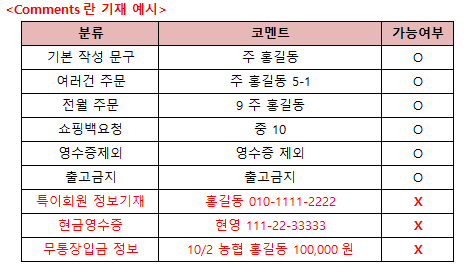 <Comments 란 기재 예시>
분류 코멘트 가능여부
기본 작성 문구 주 홍길동 O
여러건 주문 주 홍길동 5-1 O
전월 주문 9 주 홍길동 O
쇼핑백요청 중 10 O
영수증제외 영수증 제외 O
출고금지 출고금지 O
특이회원 정보기재 홍길동 010-1111-2222 X
현금영수증 현영 111-22-33333 X
무통장입금 정보 10/2 농협 홍길동 100,000 원 X